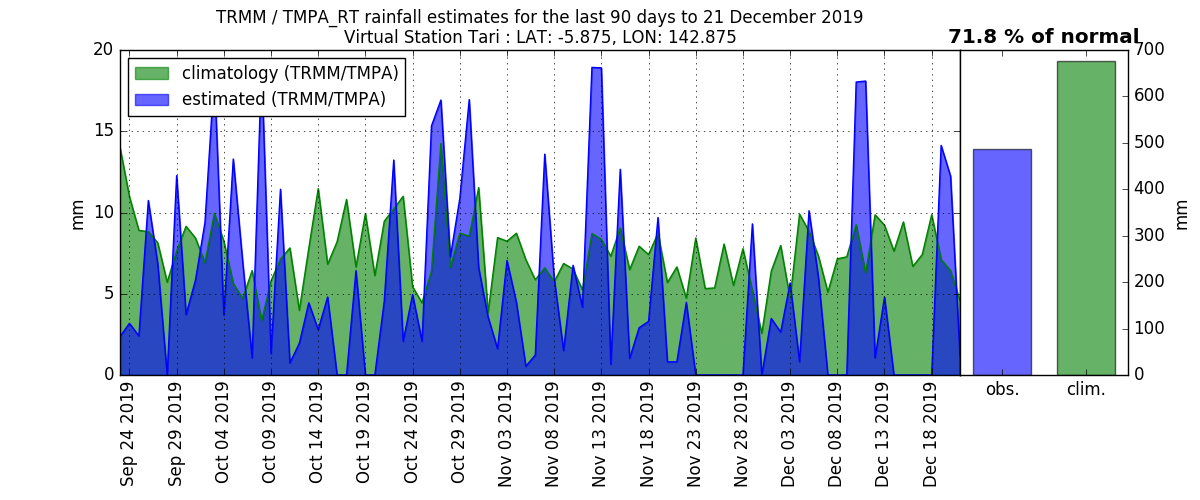 TRMM / TMPA_RT rainfall estimates for the last 90 days to 21 December 2019
Virtual Station Tari : LAT: -5.875, LON: 142.875
71.8 % of normal
climatology (TRMM/TMPA)
estimated (TRMM/TMPA)
20
15
10
5
0
mm
700
600
500
400
300
200
100
0
mm
Sep 24 2019
Sep 29 2019
Oct 04 2019
Oct 09 2019
Oct 14 2019
Oct 19 2019
Oct 24 2019
Oct 29 2019
Nov 03 2019
Nov 08 2019
Nov 13 2019
Nov 18 2019
Nov 23 2019
Nov 28 2019
Dec 03 2019
Dec 08 2019
Dec 13 2019
Dec 18 2019
obs.
clim.